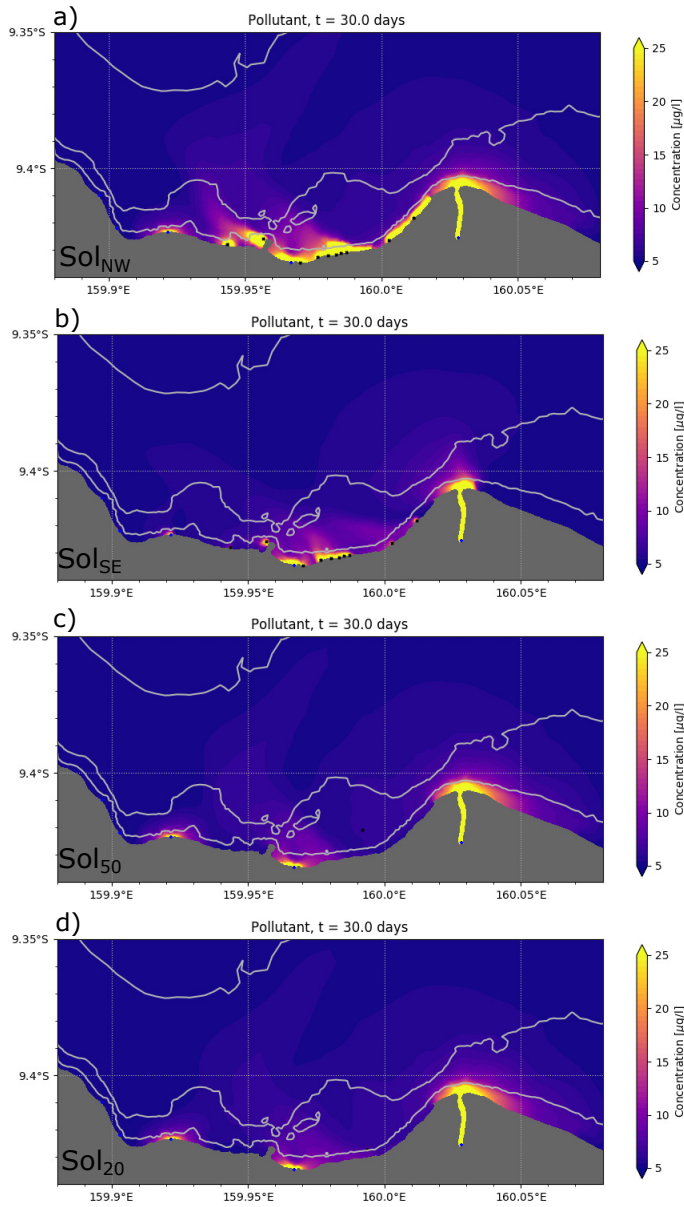 a)
Pollutant, t = 30.0 days
9.35°S
9.4°S
Sol_NW
159.9°E 159.95°E 160.0°E 160.05°E
25
20
15
10
5
Concentration [µg/l]
b)
Pollutant, t = 30.0 days
9.35°S
9.4°S
Sol_SE
159.9°E 159.95°E 160.0°E 160.05°E
25
20
15
10
5
Concentration [µg/l]
c)
Pollutant, t = 30.0 days
9.35°S
9.4°S
Sol_50
159.9°E 159.95°E 160.0°E 160.05°E
25
20
15
10
5
Concentration [µg/l]
d)
Pollutant, t = 30.0 days
9.35°S
9.4°S
Sol_20
159.9°E 159.95°E 160.0°E 160.05°E
25
20
15
10
5
Concentration [µg/l]